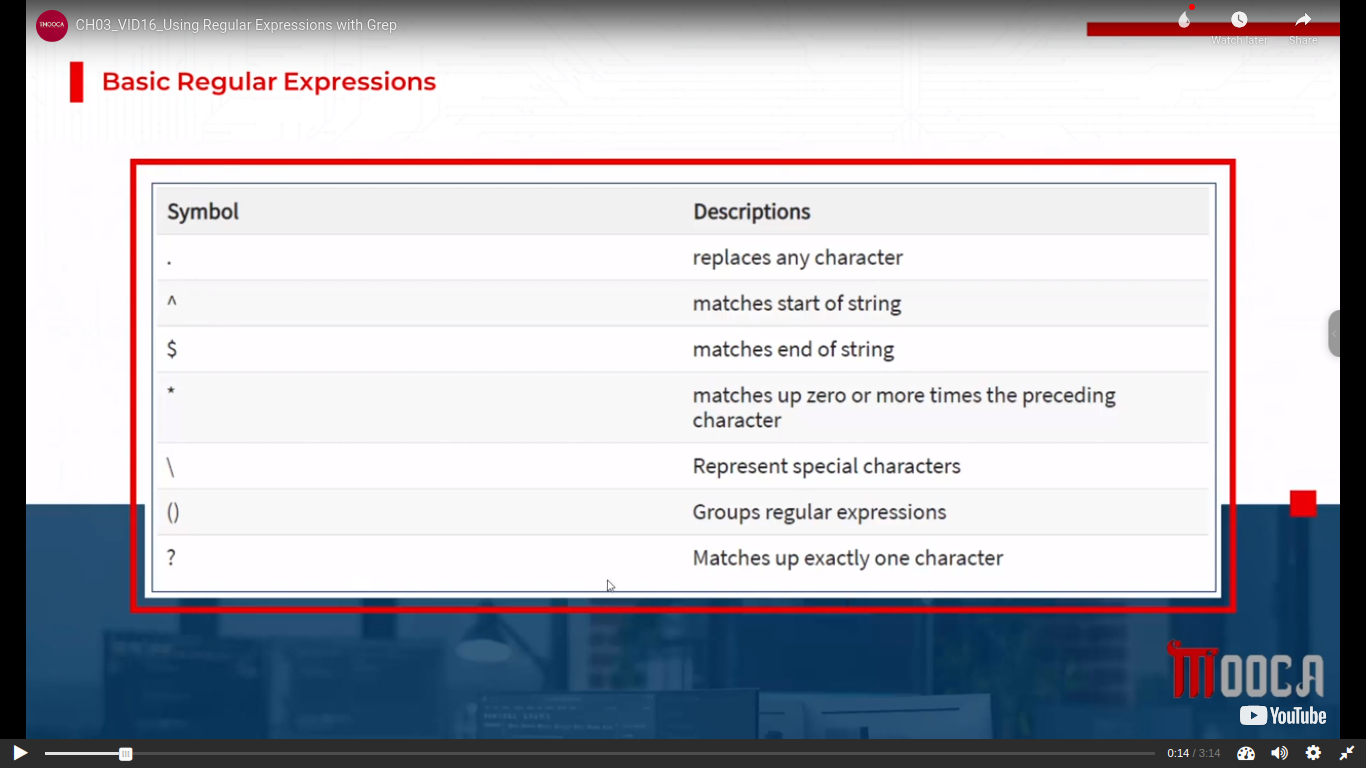 TMOOCA
CH03_VID16_Using Regular Expressions with Grep
Watch later
Share
Basic Regular Expressions
Symbol Descriptions
. replaces any character
^ matches start of string
$ matches end of string
* matches up zero or more times the preceding
character
\ Represent special characters
() Groups regular expressions
? Matches up exactly one character
MOOCA
YouTube
0:14 / 3:14